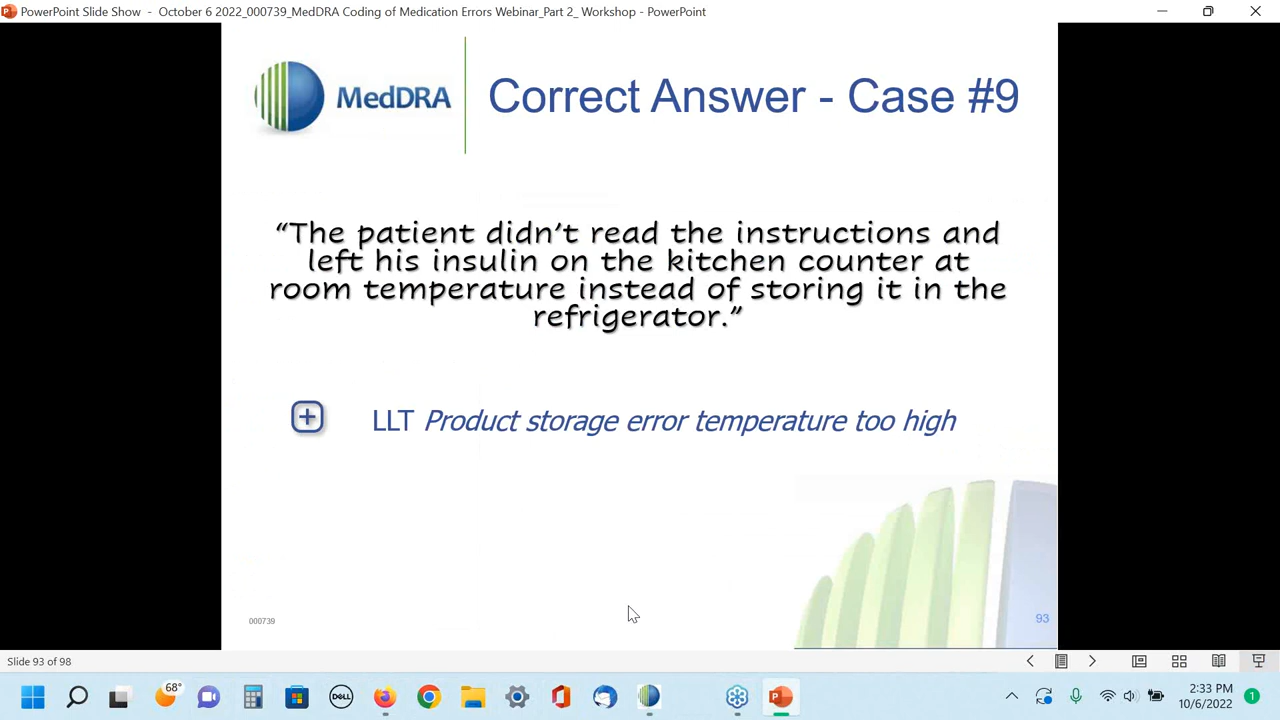 PowerPoint Slide Show - October 6 2022_000739_MedDRA Coding of Medication Errors Webinar_Part 2_ Workshop - PowerPoint
MedDRA
Correct Answer - Case #9
“The patient didn’t read the instructions and
left his insulin on the kitchen counter at
room temperature instead of storing it in the
refrigerator.”
LLT Product storage error temperature too high
000739
93
Slide 93 of 98
68°
DELL
2:33 PM
10/6/2022
1